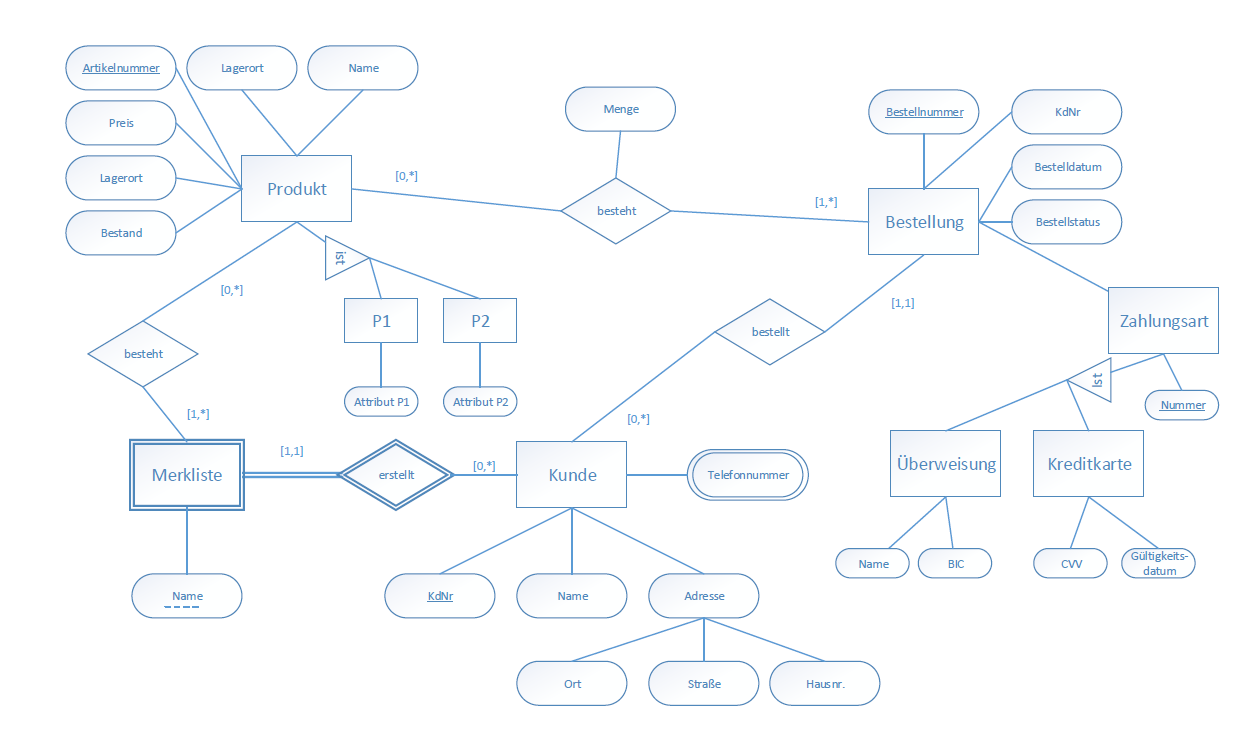 Artikelnummer
Lagerort
Name
Preis
Lagerort
Bestand
Produkt
[0,*]
Menge
besteht
[1,*]
Bestellnummer
KdNr
Bestelldatum
Bestellstatus
Bestellung
ist
[0,*]
P1
P2
Attribut P1
Attribut P2
besteht
[1,*]
[1,1]
bestellt
[0,*]
Zahlungsart
Ist
Nummer
Merkliste
[1,1]
erstellt
[0,*]
Kunde
Telefonnummer
Überweisung
Kreditkarte
Name
BIC
CVV
Gültigkeits-
datum
Name
KdNr
Name
Adresse
Ort
Straße
Hausnr.